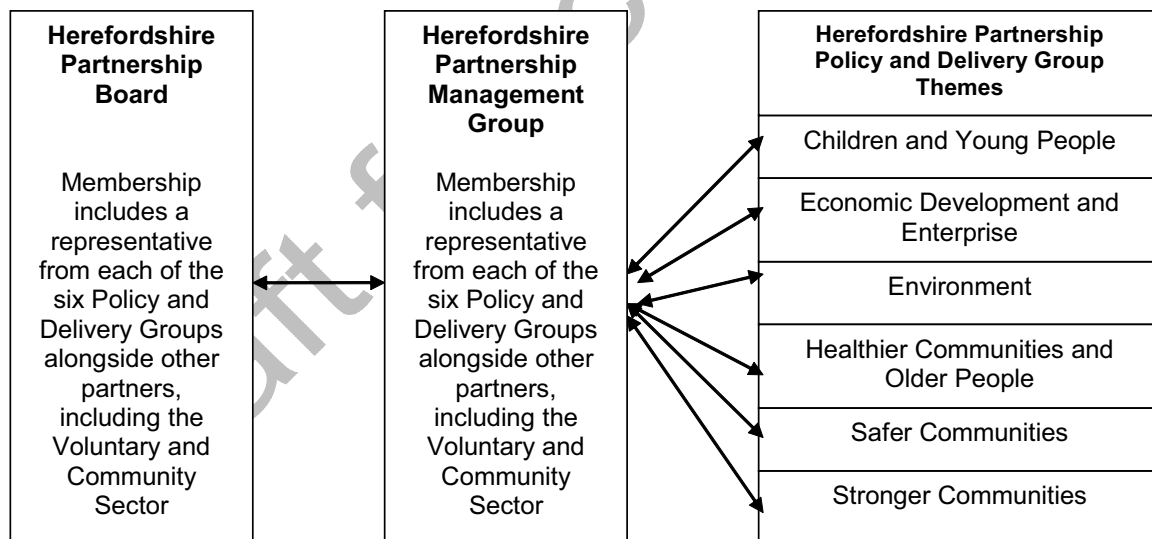 Herefordshire
Partnership
Board
Membership
includes a
representative
from each of the
six Policy and
Delivery Groups
alongside other
partners,
including the
Voluntary and
Community
Sector
Herefordshire
Partnership
Management
Group
Membership
includes a
representative
from each of the
six Policy and
Delivery Groups
alongside other
partners,
including the
Voluntary and
Community
Sector
Herefordshire Partnership
Policy and Delivery Group
Themes
Children and Young People
Economic Development and
Enterprise
Environment
Healthier Communities and
Older People
Safer Communities
Stronger Communities